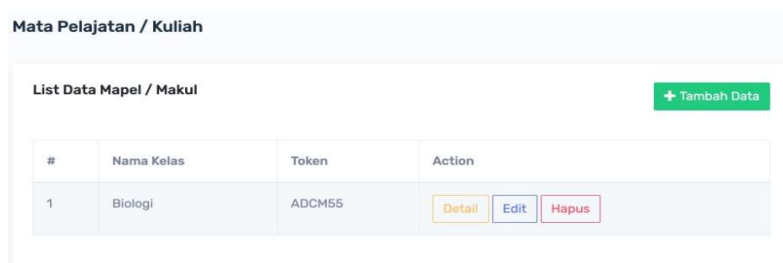 Mata Pelajatan / Kuliah
List Data Mapel / Makul
+ Tambah Data
# Nama Kelas Token Action
1 Biologi ADCM55 Detail Edit Hapus